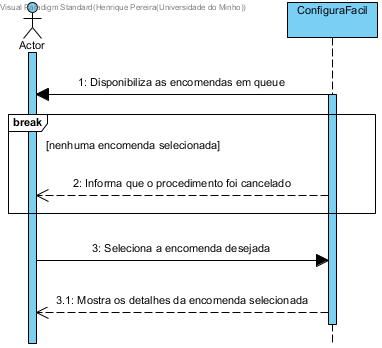 Visual Paradigm Standard(Henrique Pereira(Universidade do Minho))
ConfiguraFacil
Actor
1: Disponibiliza as encomendas em queue
break
[nenhuma encomenda selecionada]
2: Informa que o procedimento foi cancelado
3: Seleciona a encomenda desejada
3.1: Mostra os detalhes da encomenda selecionada